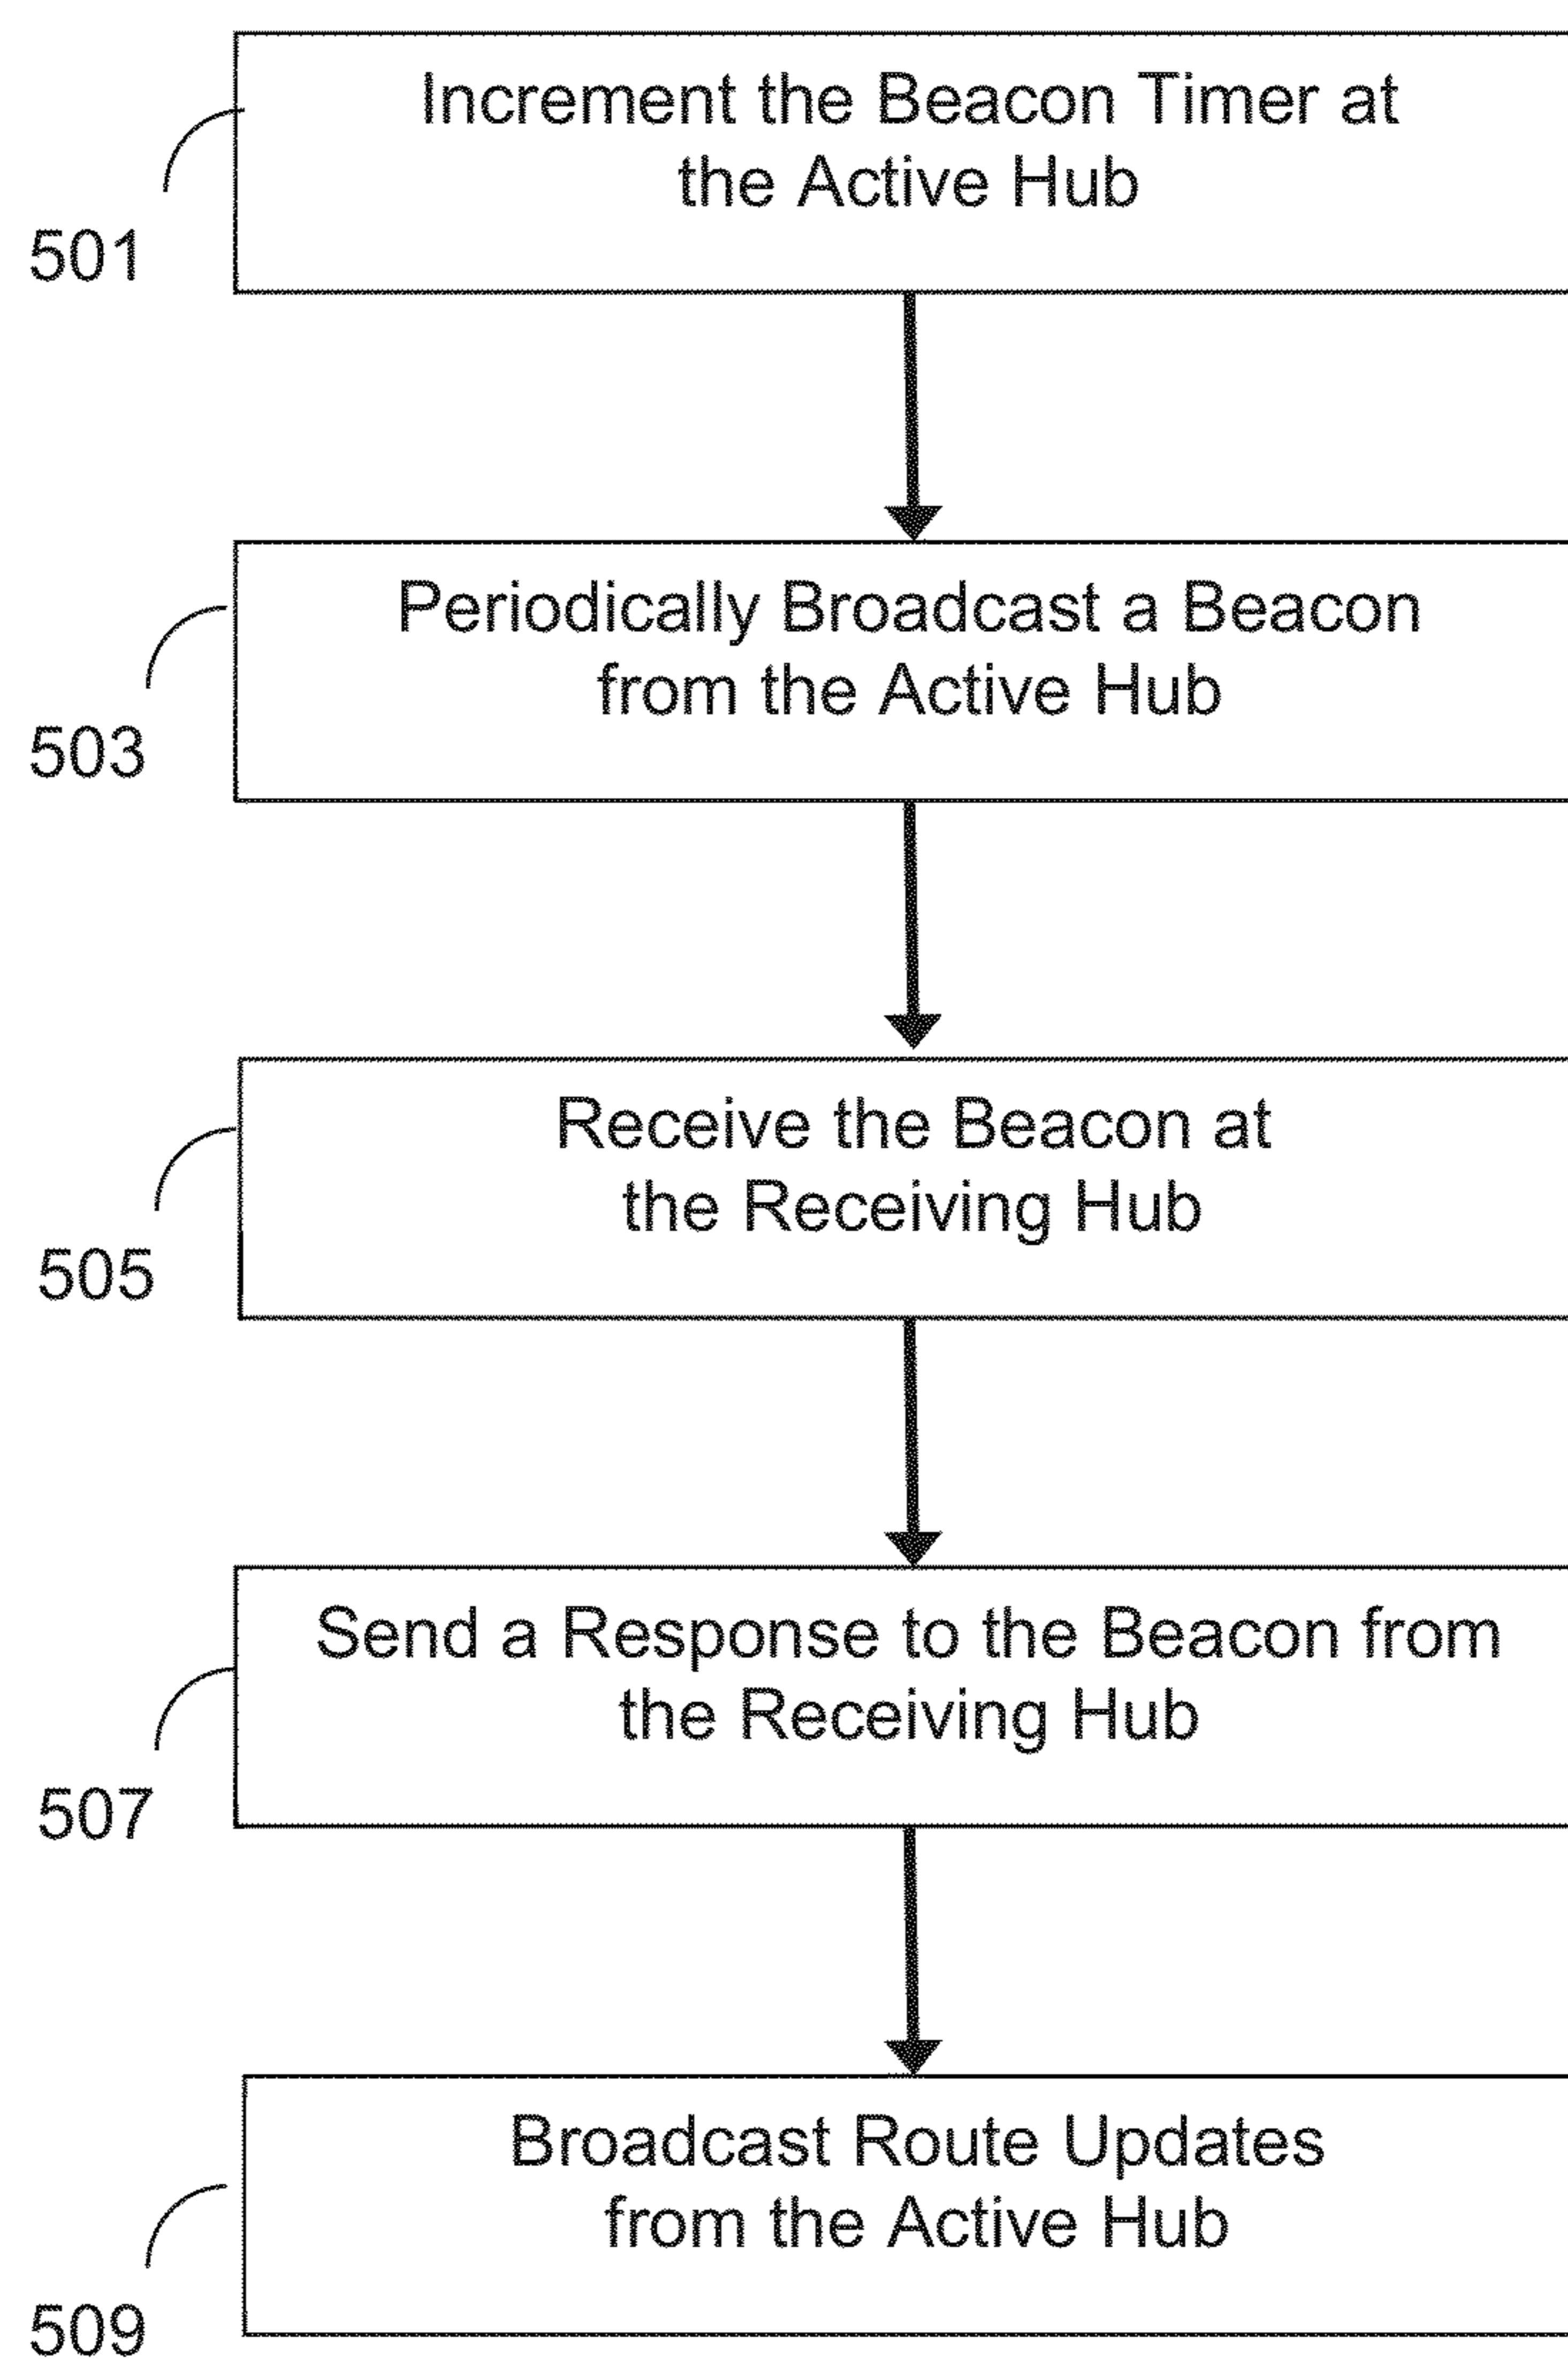 Increment the Beacon Timer at
the Active Hub
501
Periodically Broadcast a Beacon
from the Active Hub
503
Receive the Beacon at
the Receiving Hub
505
Send a Response to the Beacon from
the Receiving Hub
507
Broadcast Route Updates
from the Active Hub
509